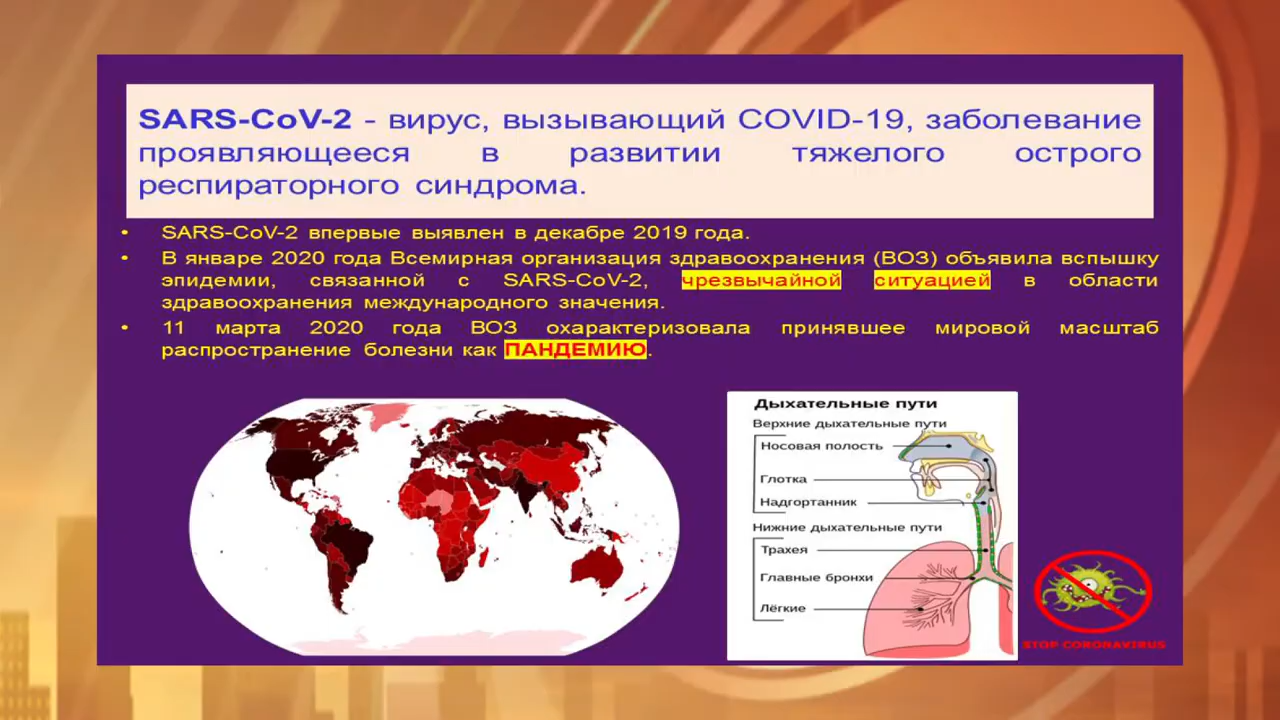 SARS-CoV-2 - вирус, вызывающий COVID-19, заболевание
проявляющееся в развитии тяжелого острого
респираторного синдрома.
• SARS-CoV-2 впервые выявлен в декабре 2019 года.
• В январе 2020 года Всемирная организация здравоохранения (ВОЗ) объявила вспышку
эпидемии, связанной с SARS-CoV-2, чрезвычайной ситуацией в области
здравоохранения международного значения.
• 11 марта 2020 года ВОЗ охарактеризовала принявшее мировой масштаб
распространение болезни как ПАНДЕМИЮ.
Дыхательные пути
Верхние дыхательные пути
Носовая полость
Глотка
Надгортанник
Нижние дыхательные пути
Трахея
Главные бронхи
Лёгкие
STOP CORONAVIRUS